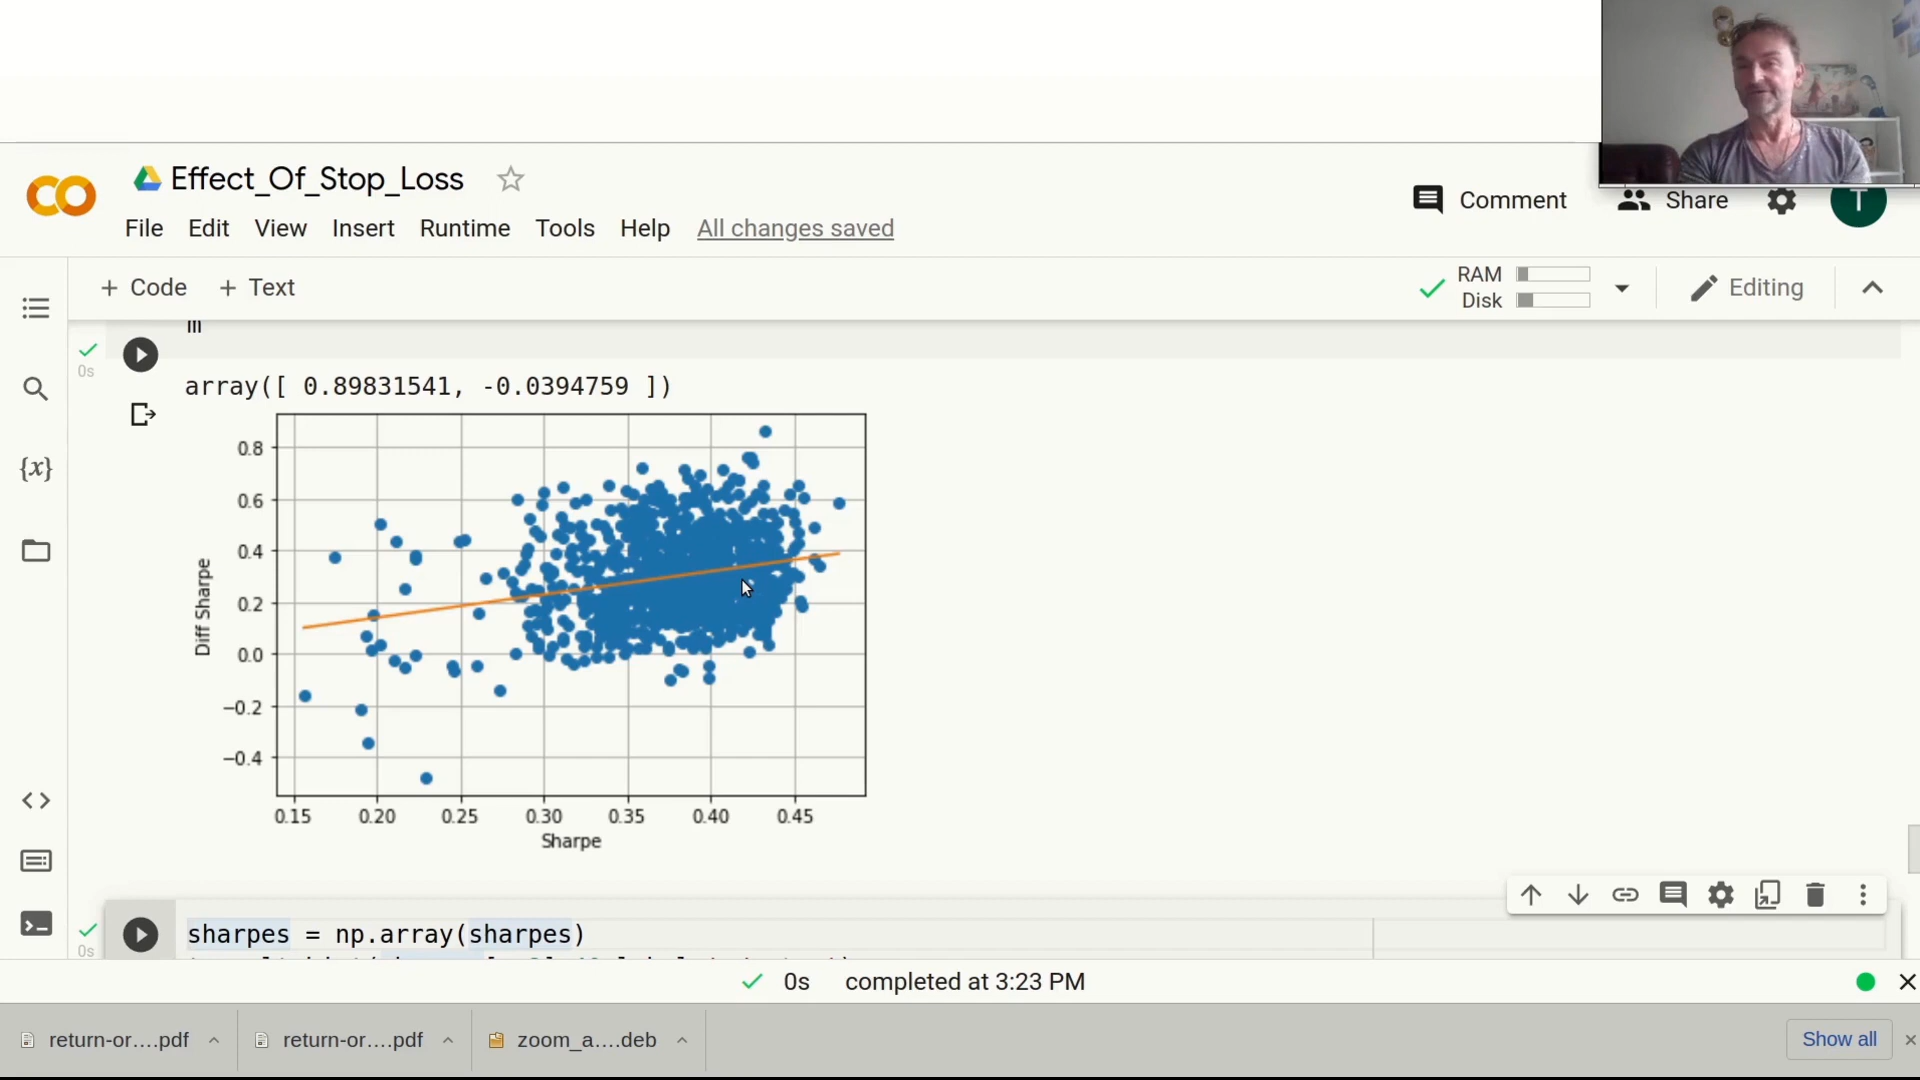 Effect_Of_Stop_Loss
File Edit View Insert Runtime Tools Help All changes saved
Comment Share T
+ Code + Text
RAM
Disk
Editing
0s
array([ 0.89831541, -0.0394759 ])
{x}
0.8
0.6
0.4
0.2
0.0
−0.2
−0.4
Diff Sharpe
0.15 0.20 0.25 0.30 0.35 0.40 0.45
Sharpe
sharpes = np.array(sharpes)
0s
0s completed at 3:23 PM
return-or....pdf return-or....pdf zoom_a....deb Show all